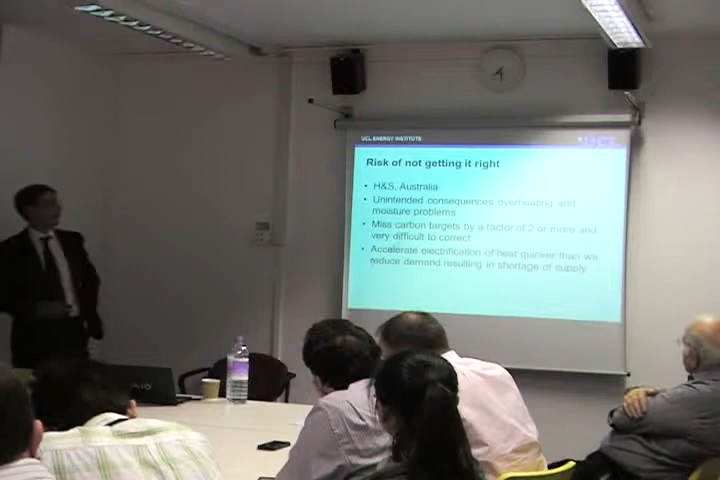 UCL ENERGY INSTITUTE
UCL
Risk of not getting it right
• H&S, Australia
• Unintended consequences overheating and
moisture problems
• Miss carbon targets by a factor of 2 or more and
very difficult to correct
• Accelerate electrification of heat quicker than we
reduce demand resulting in shortage of supply
VAIO